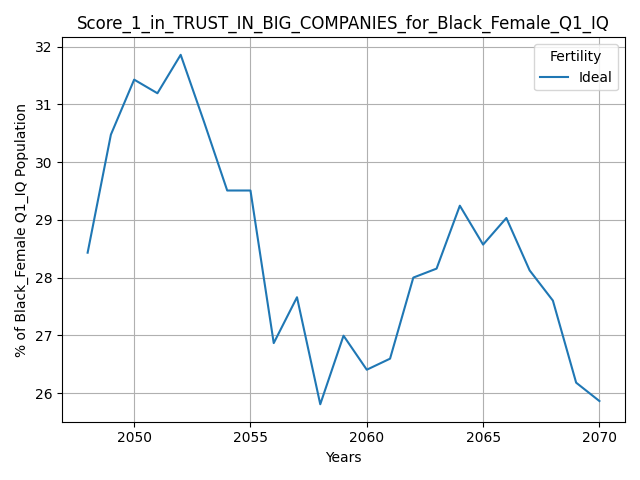 Score_1_in_TRUST_IN_BIG_COMPANIES_for_Black_Female_Q1_IQ
Fertility
Ideal
% of Black_Female Q1_IQ Population
32
31
30
29
28
27
26
2050
2055
2060
2065
2070
Years